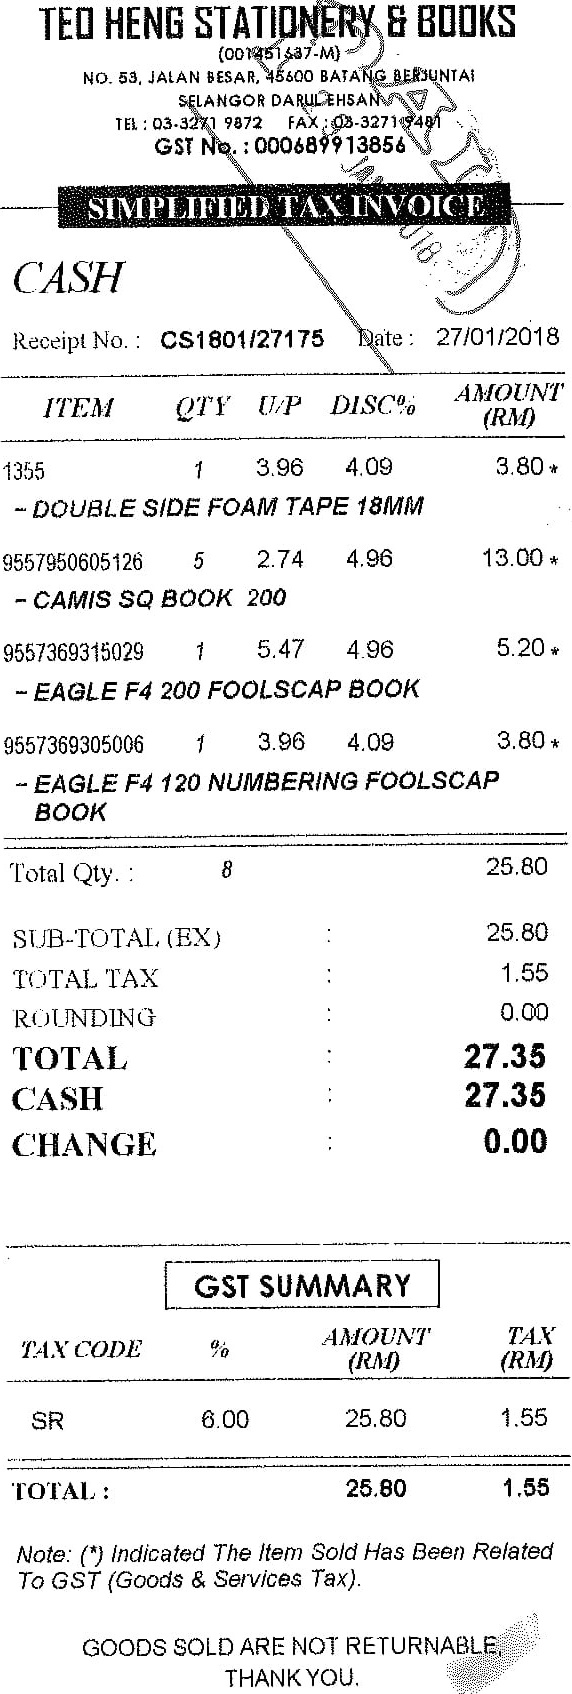 TEO HENG STATIONERY & BOOKS
(001451637-M)
NO. 53, JALAN BESAR, 45600 BATANG BERJUNTAI
SELANGOR DARUL EHSAN
TEL : 03-3271 9872 FAX : 03-3271 9481
GST No. : 000689913856
SIMPLIFIED TAX INVOICE
CASH
Receipt No. : CS1801/27175 Date : 27/01/2018
ITEM QTY U/P DISC% AMOUNT (RM)
1355 1 3.96 4.09 3.80 *
- DOUBLE SIDE FOAM TAPE 18MM
9557950605126 5 2.74 4.96 13.00 *
- CAMIS SQ BOOK 200
9557369315029 1 5.47 4.96 5.20 *
- EAGLE F4 200 FOOLSCAP BOOK
9557369305006 1 3.96 4.09 3.80 *
- EAGLE F4 120 NUMBERING FOOLSCAP
BOOK
Total Qty. : 8 25.80
SUB-TOTAL (EX) : 25.80
TOTAL TAX : 1.55
ROUNDING : 0.00
TOTAL : 27.35
CASH : 27.35
CHANGE : 0.00
GST SUMMARY
TAX CODE % AMOUNT (RM) TAX (RM)
SR 6.00 25.80 1.55
TOTAL : 25.80 1.55
Note: (*) Indicated The Item Sold Has Been Related
To GST (Goods & Services Tax).
GOODS SOLD ARE NOT RETURNABLE,
THANK YOU.